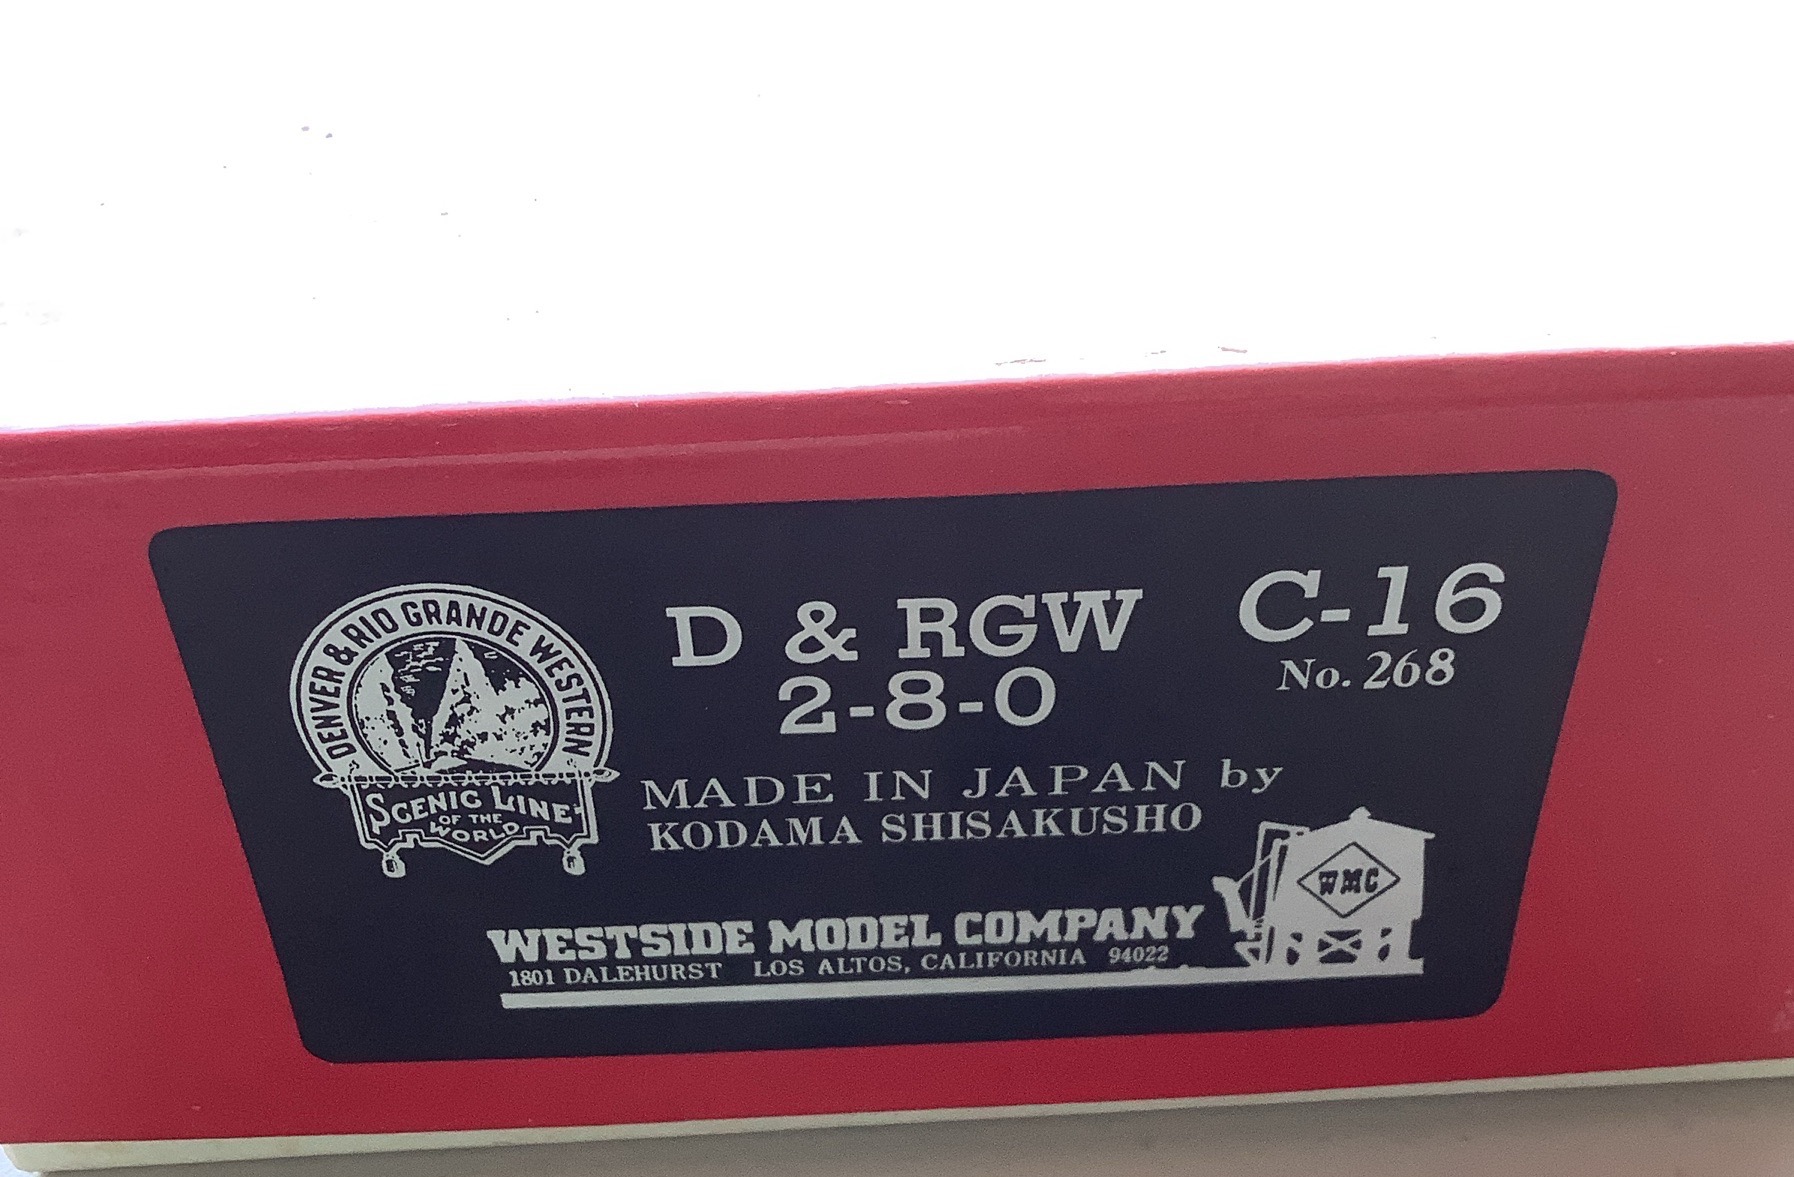 DENVER & RIO GRANDE WESTERN
SCENIC LINE
OF THE
WORLD
D & RGW
2-8-0
C-16
No. 268
MADE IN JAPAN by
KODAMA SHISAKUSHO
WMC
WESTSIDE MODEL COMPANY
1801 DALEHURST LOS ALTOS, CALIFORNIA 94022